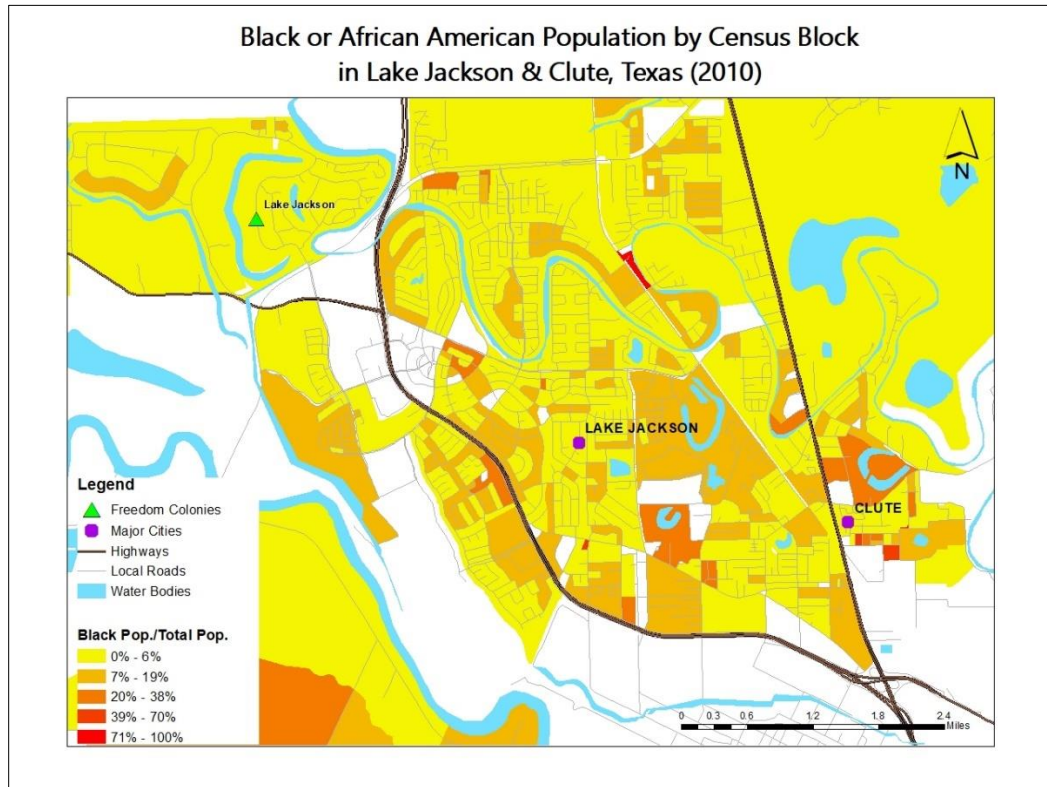 Black or African American Population by Census Block
in Lake Jackson & Clute, Texas (2010)
N
Lake Jackson
LAKE JACKSON
CLUTE
Legend
Freedom Colonies
Major Cities
Highways
Local Roads
Water Bodies
Black Pop./Total Pop.
0% - 6%
7% - 19%
20% - 38%
39% - 70%
71% - 100%
0 0.3 0.6 1.2 1.8 2.4
Miles